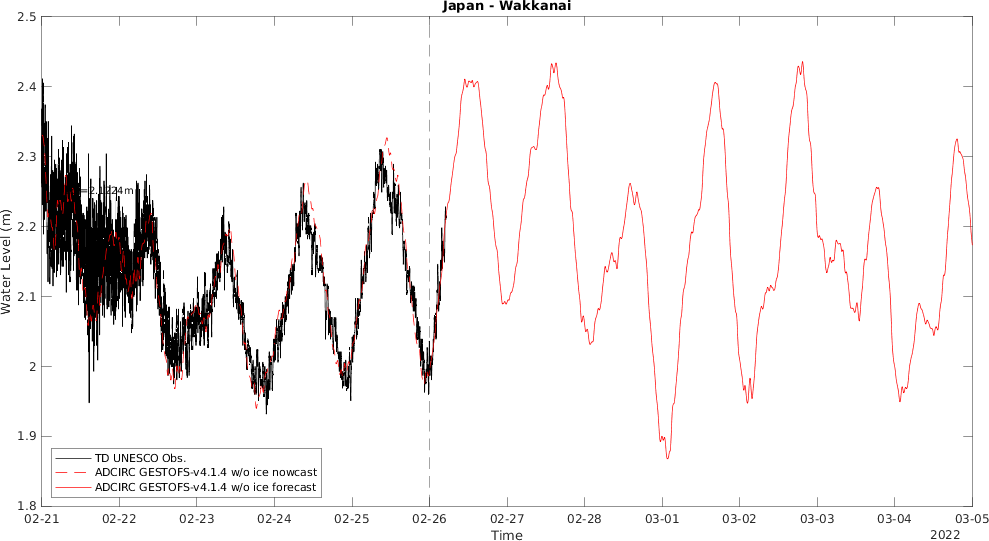 Japan - Wakkanai
Water Level (m)
2.5
2.4
2.3
2.2
2.1
2
1.9
1.8
=2.1224m
TD UNESCO Obs.
ADCIRC GESTOFS-v4.1.4 w/o ice nowcast
ADCIRC GESTOFS-v4.1.4 w/o ice forecast
02-21 02-22 02-23 02-24 02-25 02-26 02-27 02-28 03-01 03-02 03-03 03-04 03-05
Time
2022